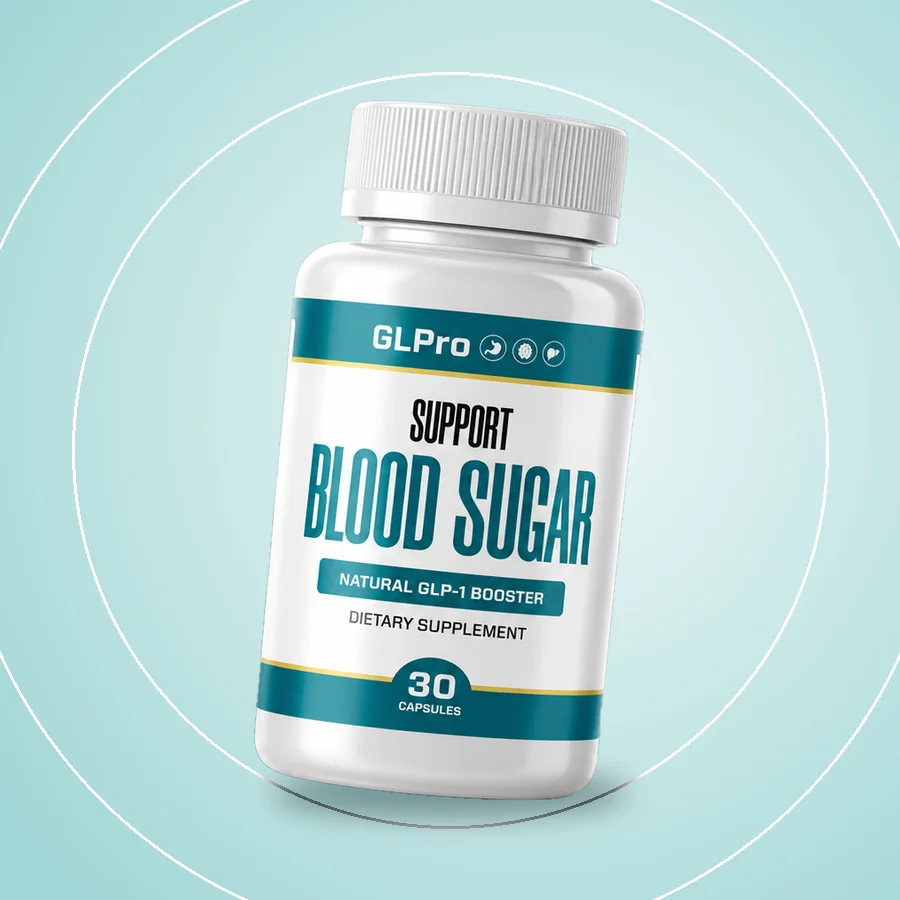 GLPro
SUPPORT
BLOOD SUGAR
NATURAL GLP-1 BOOSTER
DIETARY SUPPLEMENT
30
CAPSULES